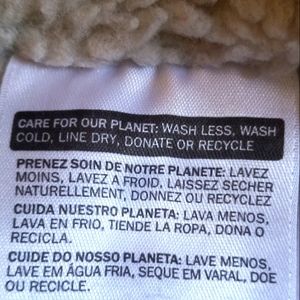 CARE FOR OUR PLANET: WASH LESS, WASH
COLD, LINE DRY, DONATE OR RECYCLE
PRENEZ SOIN DE NOTRE PLANETE: LAVEZ
MOINS, LAVEZ A FROID, LAISSEZ SECHER
NATURELLEMENT, DONNEZ OU RECYCLEZ
CUIDA NUESTRO PLANETA: LAVA MENOS,
LAVA EN FRIO, TIENDE LA ROPA, DONA O
RECICLA.
CUIDE DO NOSSO PLANETA: LAVE MENOS,
LAVE EM ÁGUA FRIA, SEQUE EM VARAL, DOE
OU RECICLE.